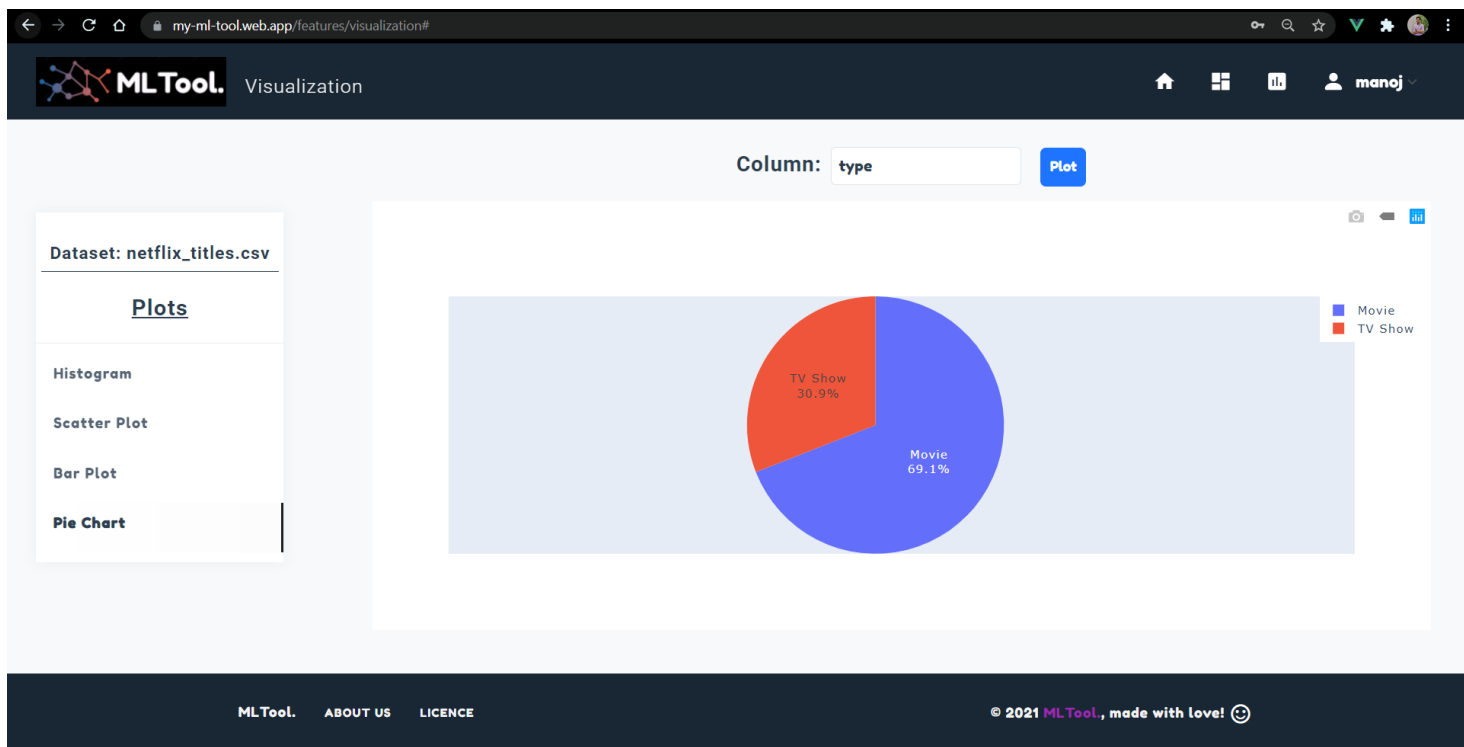 my-ml-tool.web.app/features/visualization#
MLTool. Visualization
manoj
Column: type Plot
Dataset: netflix_titles.csv
Plots
Histogram
Scatter Plot
Bar Plot
Pie Chart
Movie
TV Show
TV Show
30.9%
Movie
69.1%
MLTool. ABOUT US LICENCE
© 2021 MLTool., made with love!